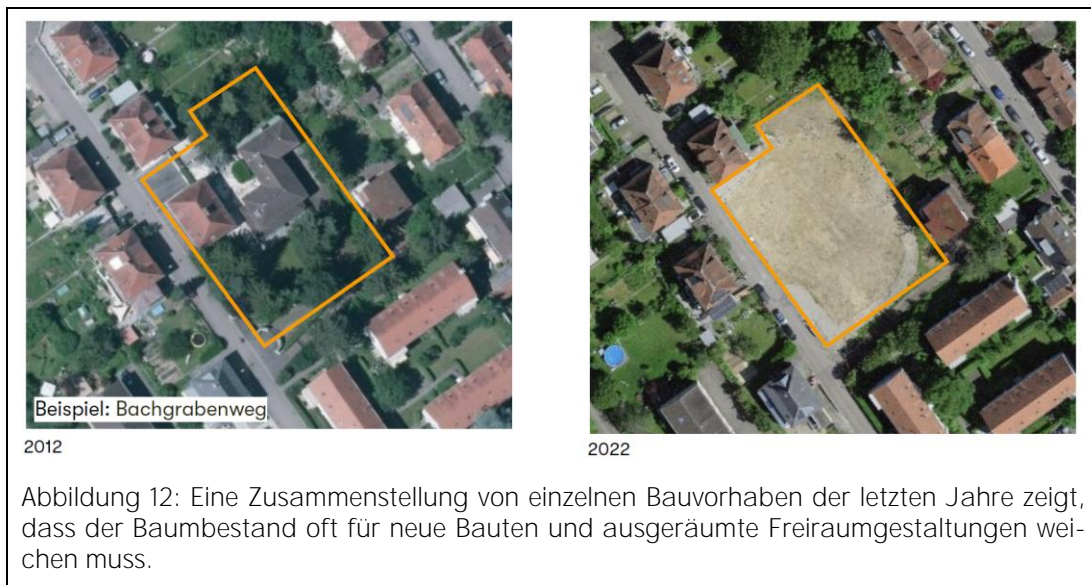 Beispiel: Bachgrabenweg
2012
2022
Abbildung 12: Eine Zusammenstellung von einzelnen Bauvorhaben der letzten Jahre zeigt,
dass der Baumbestand oft für neue Bauten und ausgeräumte Freiraumgestaltungen wei-
chen muss.